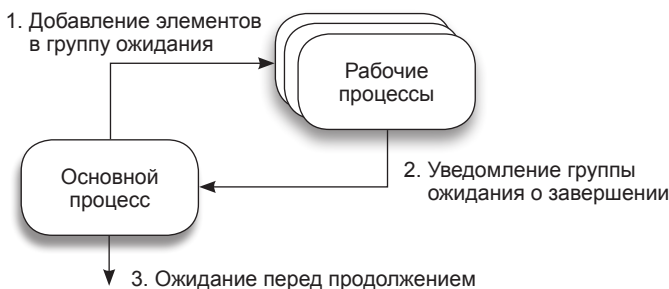 1. Добавление элементов
в группу ожидания
Рабочие
процессы
Основной
процесс
2. Уведомление группы
ожидания о завершении
3. Ожидание перед продолжением